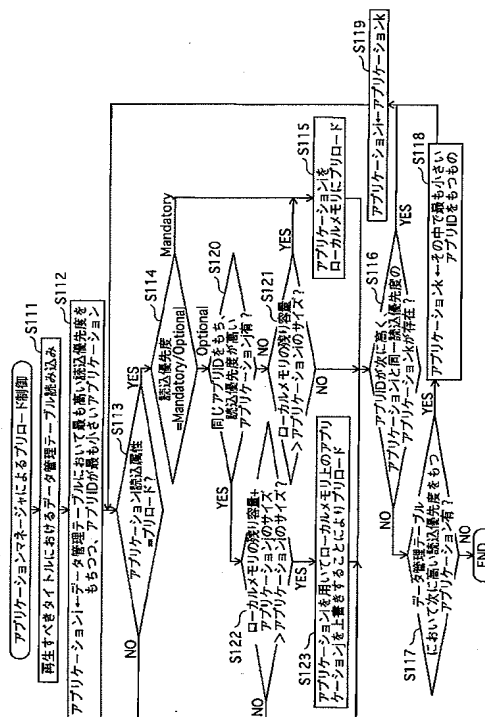 アプリケーションマネージャによるプリロード制御
S111
再生すべきタイトルにおけるデータ管理テーブル読み込み
S112
アプリケーションi←データ管理テーブルにおいて最も高い読込優先度を
もちつつ、アプリIDが最も小さいアプリケーション
S113
アプリケーションi読込属性
=プリロード?
YES
NO
S114
読込優先度
=Mandatory/Optional
Mandatory
Optional
S115
アプリケーションiを
ローカルメモリにプリロード
S120
同じアプリIDをもち、
読込優先度が高い
アプリケーション有?
YES
NO
S121
ローカルメモリの残り容量
>アプリケーションiのサイズ?
YES
NO
S122
ローカルメモリの残り容量+
アプリケーションjのサイズ
>アプリケーションiのサイズ?
YES
NO
S123
アプリケーションiを用いてローカルメモリ上のアプリ
ケーションjを上書きすることによりプリロード
S116
アプリIDが次に高く、
アプリケーションiと同一読込優先度の
アプリケーションkが存在?
YES
NO
S117
データ管理テーブル
において次に高い読込優先度をもつ
アプリケーション有?
YES
NO
S118
アプリケーションk←その中で最も小さい
アプリIDをもつもの
S119
アプリケーションi←アプリケーションk
END